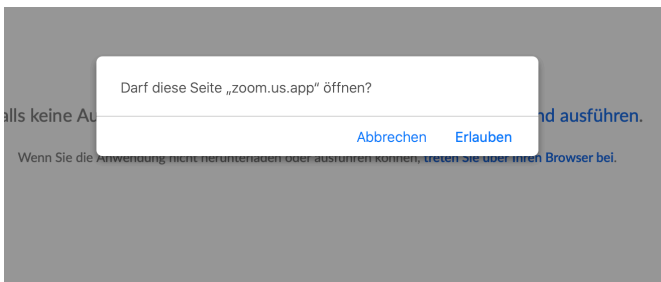 Darf diese Seite „zoom.us.app“ öffnen?
alls keine Au nd ausführen.
Abbrechen Erlauben
Wenn Sie die Anwendung nicht herunterladen oder ausführen können, treten Sie über Ihren Browser bei.